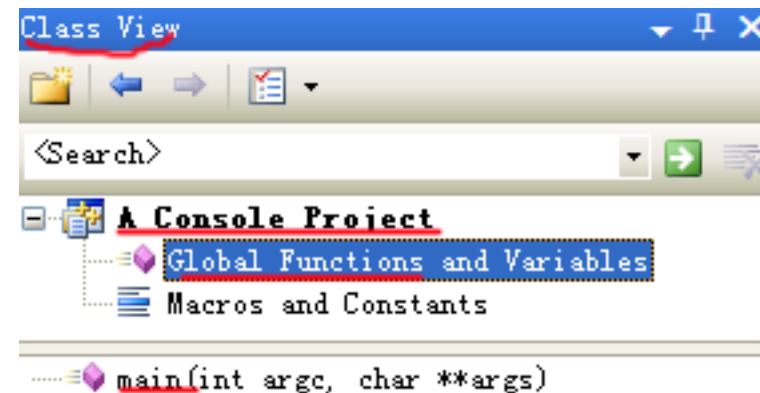 Class View
<Search>
A Console Project
Global Functions and Variables
Macros and Constants
main(int argc, char **args)